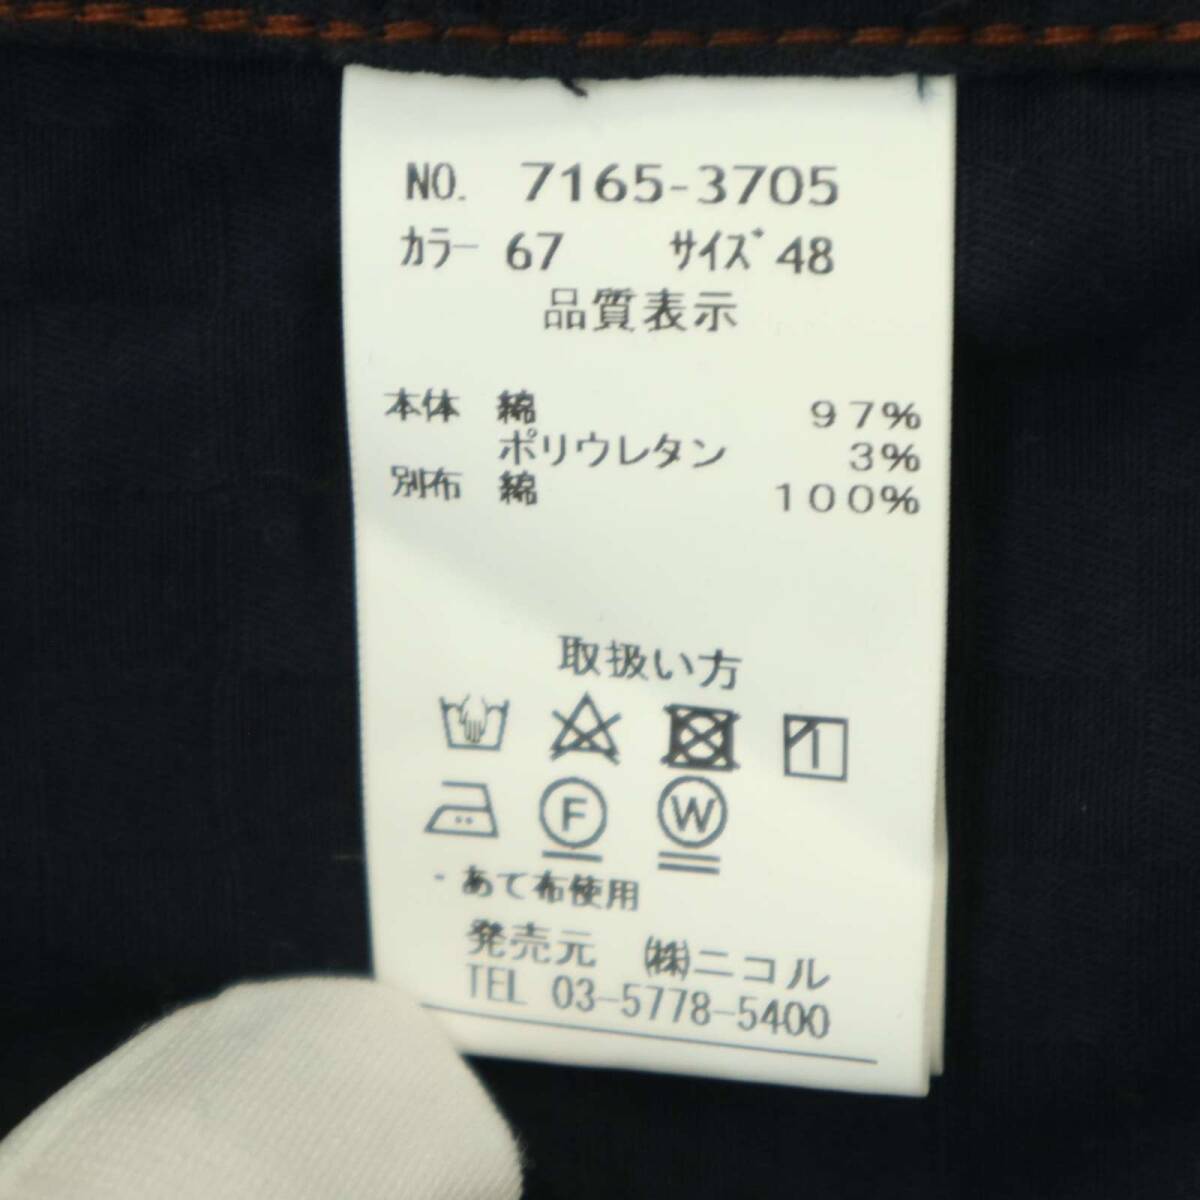 NO. 7165-3705
カラー 67 サイズ 48
品質表示
本体 綿 97%
ポリウレタン 3%
別布 綿 100%
取扱い方
F W
・あて布使用
発売元 ㈱ニコル
TEL 03-5778-5400